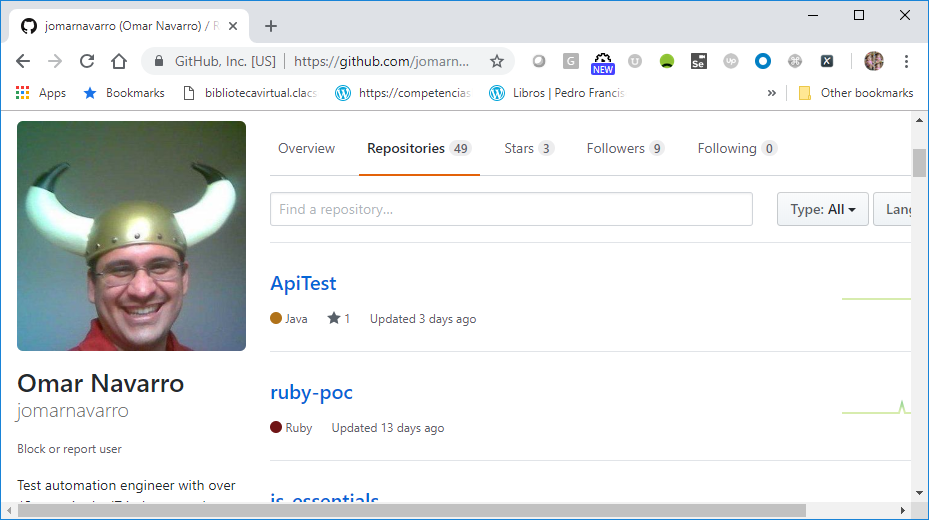 jomarnavarro (Omar Navarro) / R
GitHub, Inc. [US] https://github.com/jomarn...
G NEW U Se up X
Apps Bookmarks bibliotecavirtual.clacs https://competencias Libros | Pedro Francis » Other bookmarks
Overview Repositories 49 Stars 3 Followers 9 Following 0
Find a repository... Type: All Lang
ApiTest
Java 1 Updated 3 days ago
Omar Navarro
jomarnavarro
ruby-poc
Ruby Updated 13 days ago
Block or report user
Test automation engineer with over
js-essentials